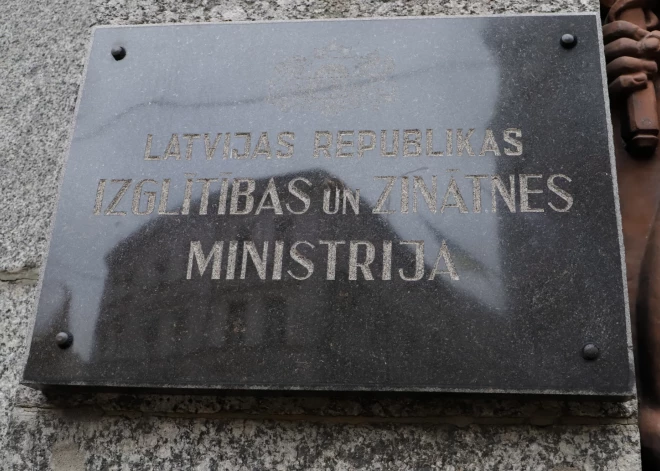 LATVIJAS REPUBLIKAS
IZGLĪTĪBAS UN ZINĀTNES
MINISTRIJA